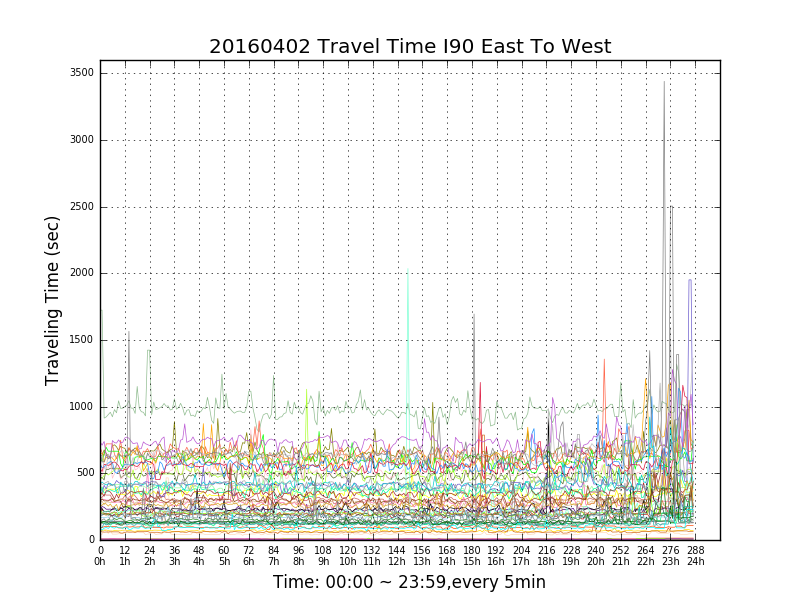 20160402 Travel Time I90 East To West
Traveling Time (sec)
3500
3000
2500
2000
1500
1000
500
0
0 12 24 36 48 60 72 84 96 108 120 132 144 156 168 180 192 204 216 228 240 252 264 276 288
0h 1h 2h 3h 4h 5h 6h 7h 8h 9h 10h 11h 12h 13h 14h 15h 16h 17h 18h 19h 20h 21h 22h 23h 24h
Time: 00:00 ~ 23:59,every 5min